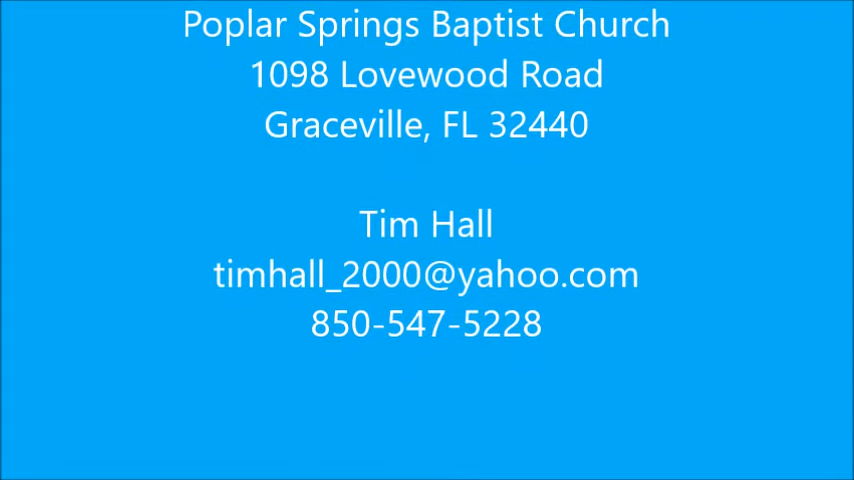 Poplar Springs Baptist Church
1098 Lovewood Road
Graceville, FL 32440
Tim Hall
timhall_2000@yahoo.com
850-547-5228